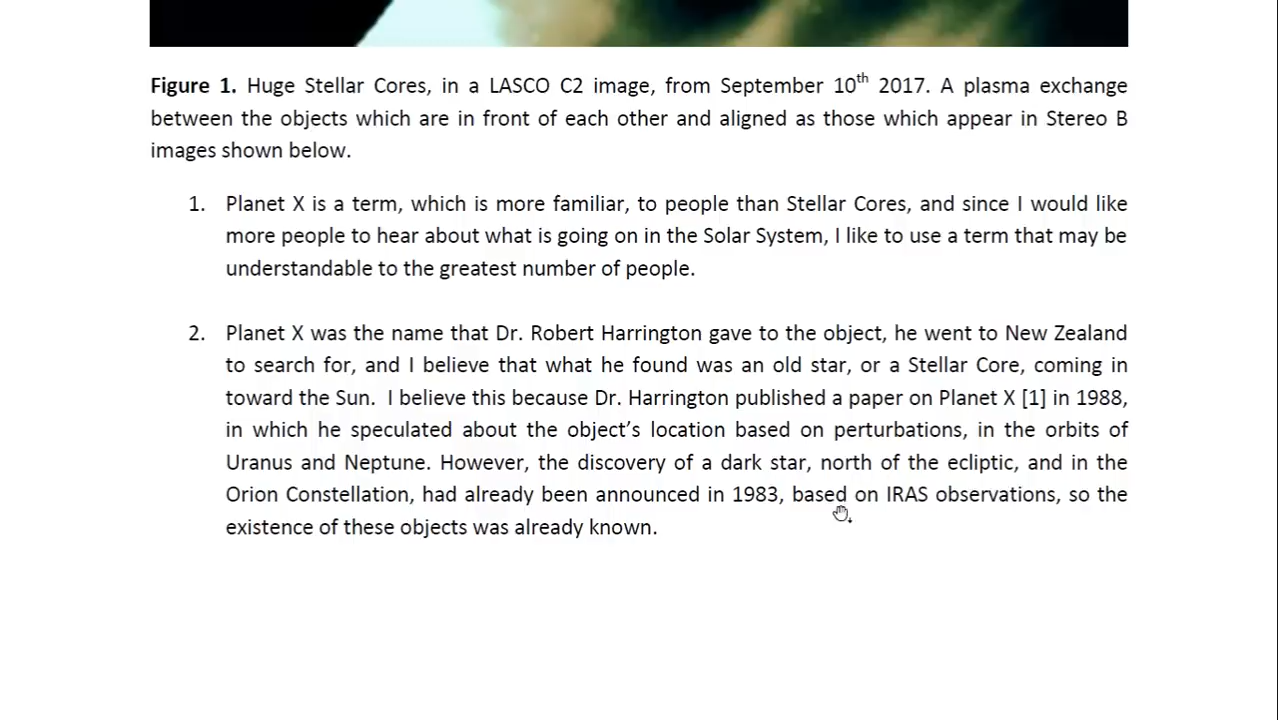 Figure 1. Huge Stellar Cores, in a LASCO C2 image, from September 10th 2017. A plasma exchange
between the objects which are in front of each other and aligned as those which appear in Stereo B
images shown below.
1. Planet X is a term, which is more familiar, to people than Stellar Cores, and since I would like
more people to hear about what is going on in the Solar System, I like to use a term that may be
understandable to the greatest number of people.
2. Planet X was the name that Dr. Robert Harrington gave to the object, he went to New Zealand
to search for, and I believe that what he found was an old star, or a Stellar Core, coming in
toward the Sun. I believe this because Dr. Harrington published a paper on Planet X [1] in 1988,
in which he speculated about the object's location based on perturbations, in the orbits of
Uranus and Neptune. However, the discovery of a dark star, north of the ecliptic, and in the
Orion Constellation, had already been announced in 1983, based on IRAS observations, so the
existence of these objects was already known.